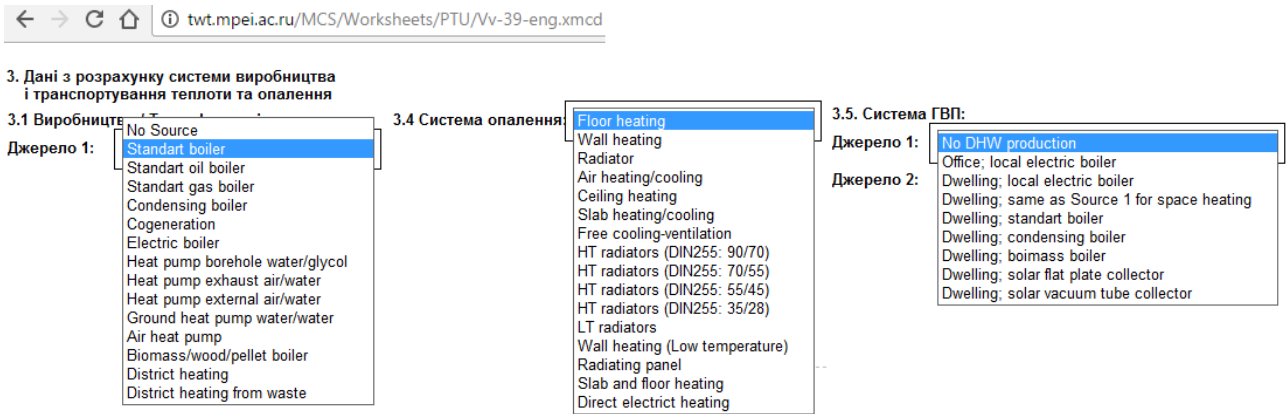 twt.mpei.ac.ru/MCS/Worksheets/PTU/Vv-39-eng.xmcd
3. Дані з розрахунку системи виробництва
і транспортування теплоти та опалення
3.1 Виробництв
Джерело 1:
No Source
Standart boiler
Standart oil boiler
Standart gas boiler
Condensing boiler
Cogeneration
Electric boiler
Heat pump borehole water/glycol
Heat pump exhaust air/water
Heat pump external air/water
Ground heat pump water/water
Air heat pump
Biomass/wood/pellet boiler
District heating
District heating from waste
3.4 Система опалення:
Floor heating
Wall heating
Radiator
Air heating/cooling
Ceiling heating
Slab heating/cooling
Free cooling-ventilation
HT radiators (DIN255: 90/70)
HT radiators (DIN255: 70/55)
HT radiators (DIN255: 55/45)
HT radiators (DIN255: 35/28)
LT radiators
Wall heating (Low temperature)
Radiating panel
Slab and floor heating
Direct electrict heating
3.5. Система ГВП:
Джерело 1:
Джерело 2:
No DHW production
Office; local electric boiler
Dwelling; local electric boiler
Dwelling; same as Source 1 for space heating
Dwelling; standart boiler
Dwelling; condensing boiler
Dwelling; boimass boiler
Dwelling; solar flat plate collector
Dwelling; solar vacuum tube collector